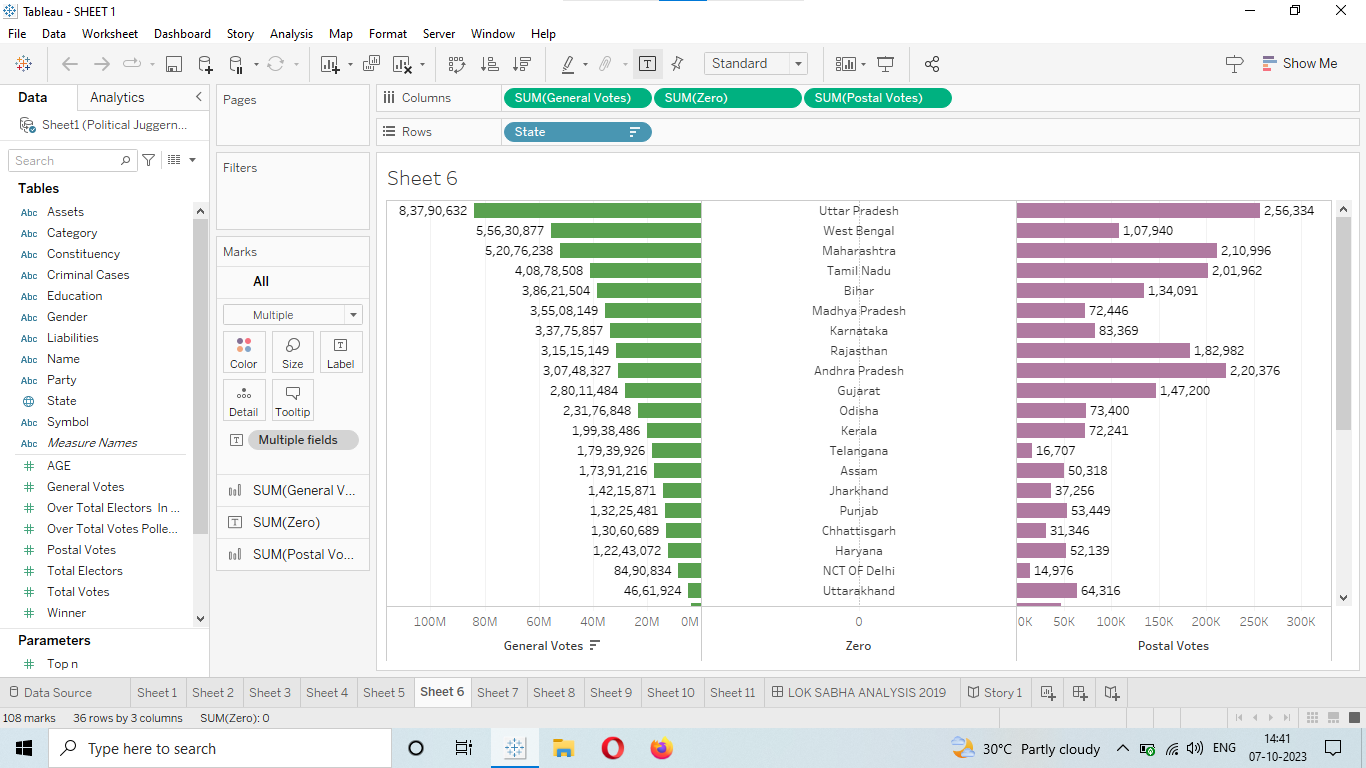 Tableau - SHEET 1
File Data Worksheet Dashboard Story Analysis Map Format Server Window Help
Standard
Show Me
Data Analytics
Sheet1 (Political Juggern...
Search
Tables
Abc Assets
Abc Category
Abc Constituency
Abc Criminal Cases
Abc Education
Abc Gender
Abc Liabilities
Abc Name
Abc Party
State
Abc Symbol
Abc Measure Names
# AGE
# General Votes
# Over Total Electors In ...
# Over Total Votes Polle...
# Postal Votes
# Total Electors
# Total Votes
# Winner
Parameters
# Top n
Pages
Filters
Marks
All
Multiple
Color Size Label
Detail Tooltip
Multiple fields
SUM(General V...
SUM(Zero)
SUM(Postal Vo...
Columns SUM(General Votes) SUM(Zero) SUM(Postal Votes)
Rows State
Sheet 6
8,37,90,632 Uttar Pradesh 2,56,334
5,56,30,877 West Bengal 1,07,940
5,20,76,238 Maharashtra 2,10,996
4,08,78,508 Tamil Nadu 2,01,962
3,86,21,504 Bihar 1,34,091
3,55,08,149 Madhya Pradesh 72,446
3,37,75,857 Karnataka 83,369
3,15,15,149 Rajasthan 1,82,982
3,07,48,327 Andhra Pradesh 2,20,376
2,80,11,484 Gujarat 1,47,200
2,31,76,848 Odisha 73,400
1,99,38,486 Kerala 72,241
1,79,39,926 Telangana 16,707
1,73,91,216 Assam 50,318
1,42,15,871 Jharkhand 37,256
1,32,25,481 Punjab 53,449
1,30,60,689 Chhattisgarh 31,346
1,22,43,072 Haryana 52,139
84,90,834 NCT OF Delhi 14,976
46,61,924 Uttarakhand 64,316
100M 80M 60M 40M 20M 0M 0 0K 50K 100K 150K 200K 250K 300K
General Votes Zero Postal Votes
Data Source Sheet 1 Sheet 2 Sheet 3 Sheet 4 Sheet 5 Sheet 6 Sheet 7 Sheet 8 Sheet 9 Sheet 10 Sheet 11 LOK SABHA ANALYSIS 2019 Story 1
108 marks 36 rows by 3 columns SUM(Zero): 0
Type here to search
30°C Partly cloudy
ENG
14:41
07-10-2023